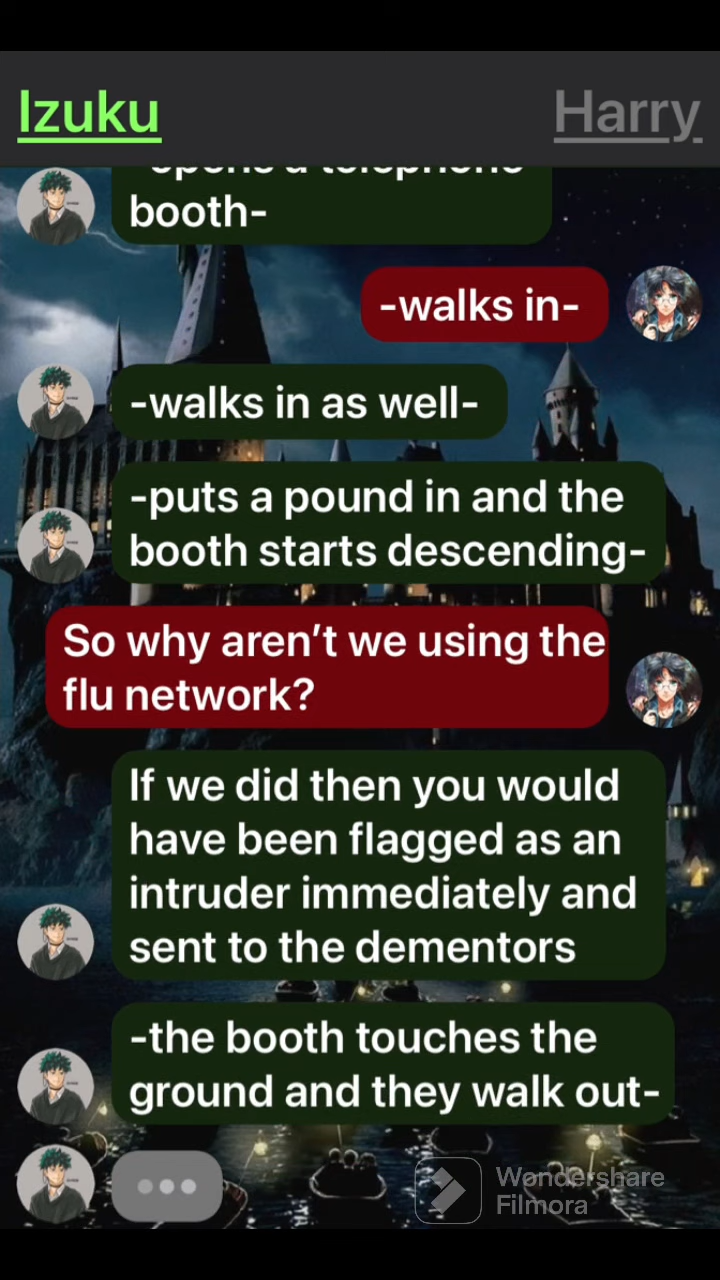 Izuku
Harry
booth-
-walks in-
-walks in as well-
-puts a pound in and the
booth starts descending-
So why aren’t we using the
flu network?
If we did then you would
have been flagged as an
intruder immediately and
sent to the dementors
-the booth touches the
ground and they walk out-
Wondershare
Filmora